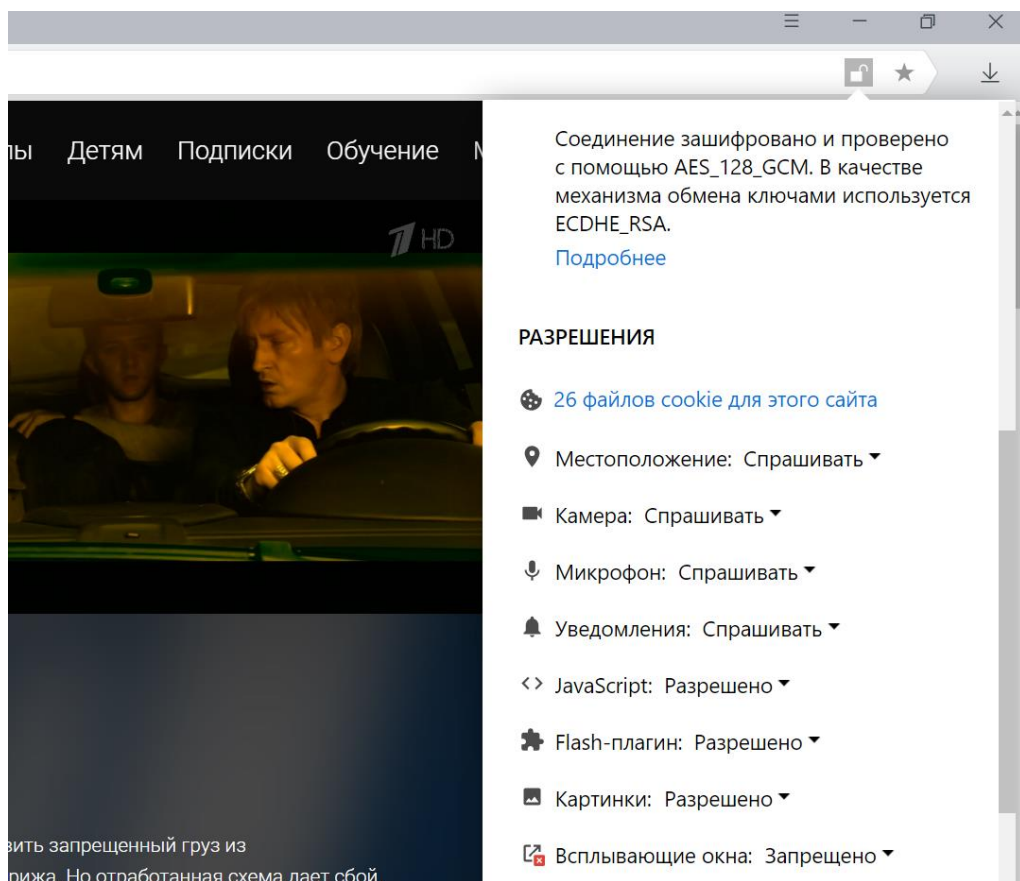 Детям Подписки Обучение
HD
Соединение зашифровано и проверено
с помощью AES_128_GCM. В качестве
механизма обмена ключами используется
ECDHE_RSA.
Подробнее
РАЗРЕШЕНИЯ
26 файлов cookie для этого сайта
Местоположение: Спрашивать
Камера: Спрашивать
Микрофон: Спрашивать
Уведомления: Спрашивать
JavaScript: Разрешено
Flash-плагин: Разрешено
Картинки: Разрешено
Всплывающие окна: Запрещено
запрещенный груз из
Но отработанная схема дает сбой